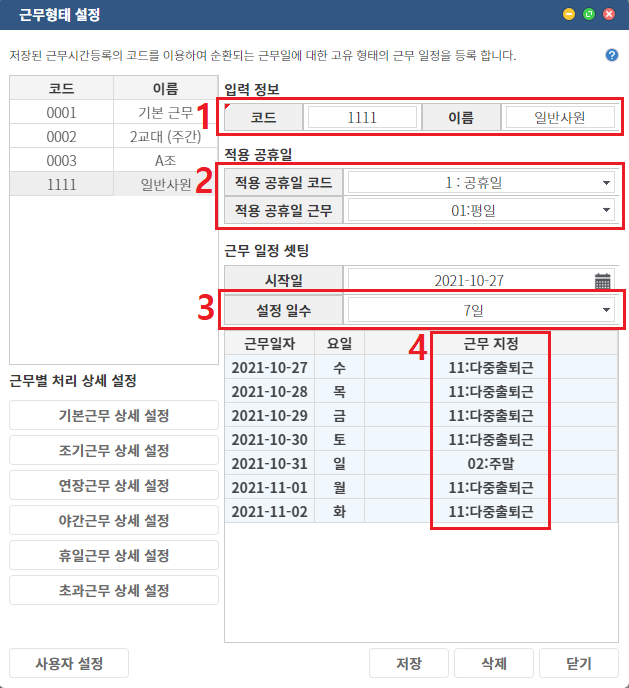 근무형태 설정
저장된 근무시간등록의 코드를 이용하여 순환되는 근무일에 대한 고유 형태의 근무 일정을 등록 합니다.
?
코드 이름
0001 기본 근무
0002 2교대 (주간)
0003 A조
1111 일반사원
근무별 처리 상세 설정
기본근무 상세 설정
조기근무 상세 설정
연장근무 상세 설정
야간근무 상세 설정
휴일근무 상세 설정
초과근무 상세 설정
입력 정보
1 코드 1111 이름 일반사원
적용 공휴일
2 적용 공휴일 코드 1 : 공휴일
적용 공휴일 근무 01:평일
근무 일정 셋팅
시작일 2021-10-27
3 설정 일수 7일
4
근무일자 요일 근무 지정
2021-10-27 수 11:다중출퇴근
2021-10-28 목 11:다중출퇴근
2021-10-29 금 11:다중출퇴근
2021-10-30 토 11:다중출퇴근
2021-10-31 일 02:주말
2021-11-01 월 11:다중출퇴근
2021-11-02 화 11:다중출퇴근
사용자 설정 저장 삭제 닫기